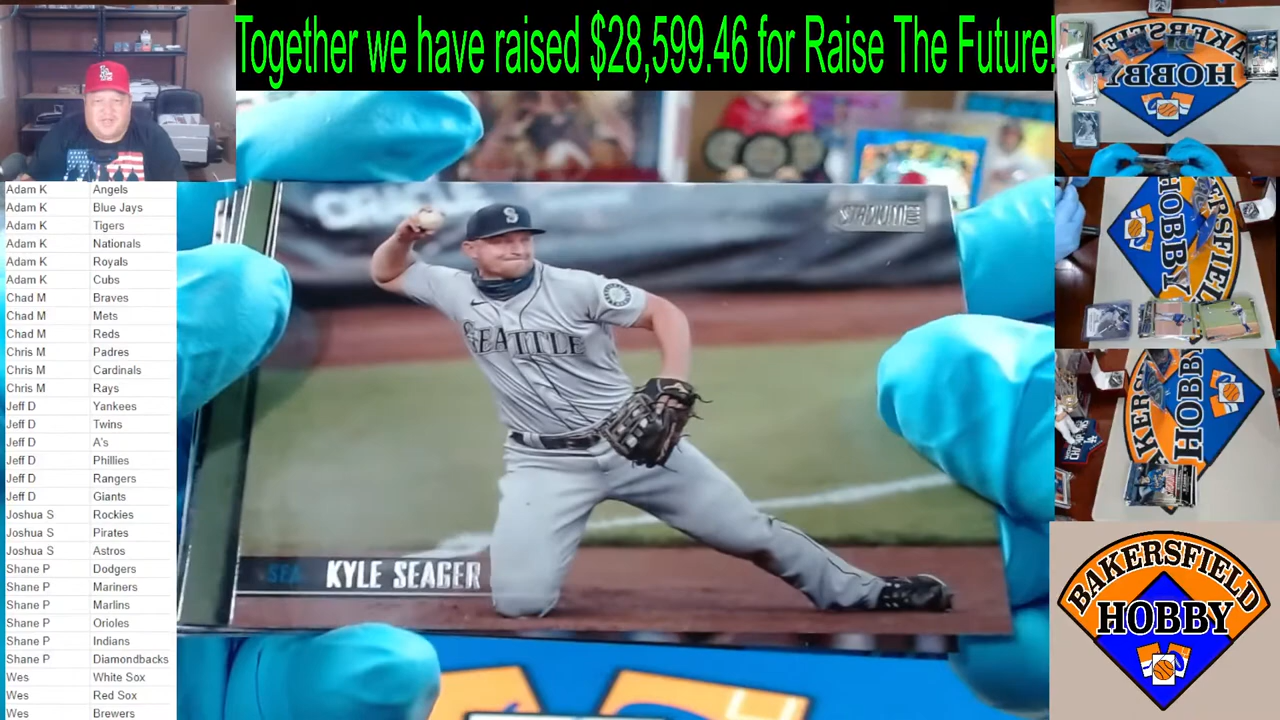 Together we have raised $28,599.46 for Raise The Future!
Adam K Angels
Adam K Blue Jays
Adam K Tigers
Adam K Nationals
Adam K Royals
Adam K Cubs
Chad M Braves
Chad M Mets
Chad M Reds
Chris M Padres
Chris M Cardinals
Chris M Rays
Jeff D Yankees
Jeff D Twins
Jeff D A's
Jeff D Phillies
Jeff D Rangers
Jeff D Giants
Joshua S Rockies
Joshua S Pirates
Joshua S Astros
Shane P Dodgers
Shane P Mariners
Shane P Marlins
Shane P Orioles
Shane P Indians
Shane P Diamondbacks
Wes White Sox
Wes Red Sox
Wes Brewers
S
SEATTLE
SEA KYLE SEAGER
HOBBY
HOBBY
HOBBY
BAKERSFIELD
HOBBY